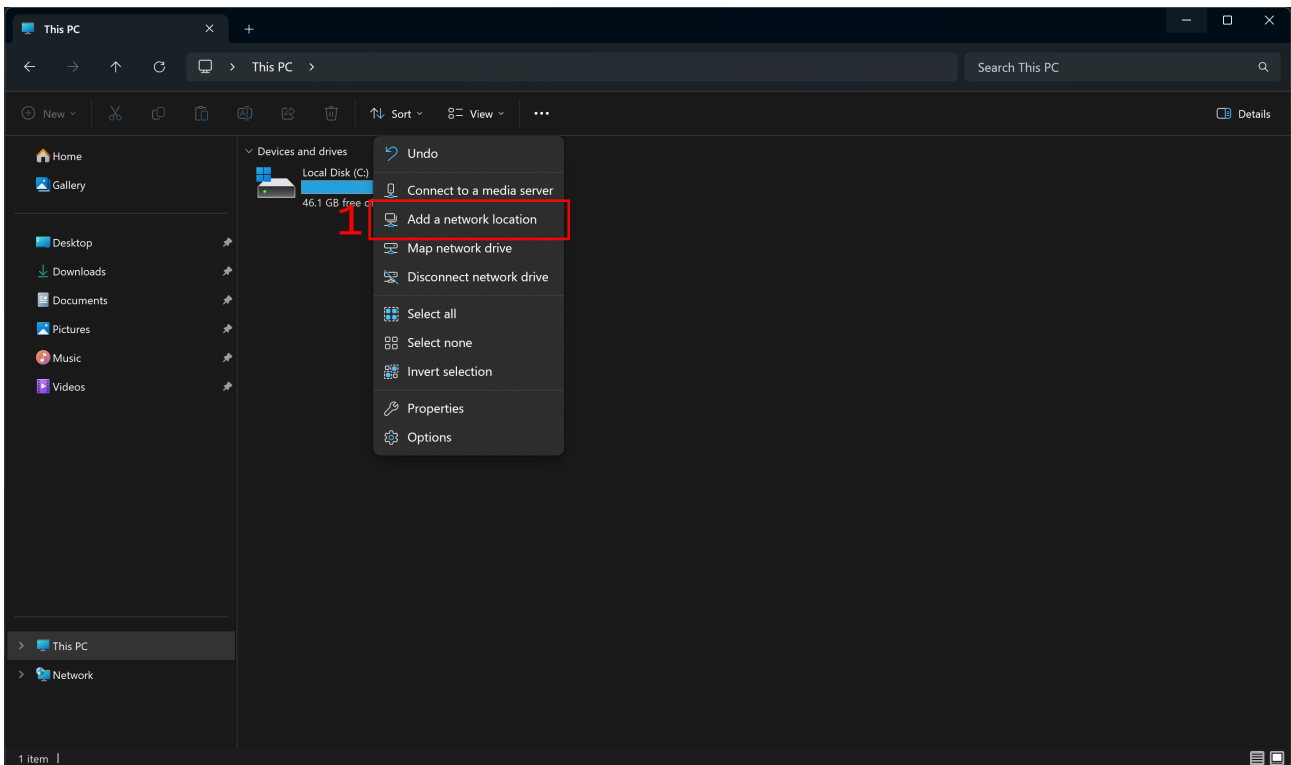 This PC
This PC
Search This PC
New
Sort
View
Details
Home
Gallery
Desktop
Downloads
Documents
Pictures
Music
Videos
This PC
Network
Devices and drives
Local Disk (C:)
46.1 GB free
1
Undo
Connect to a media server
Add a network location
Map network drive
Disconnect network drive
Select all
Select none
Invert selection
Properties
Options
1 item